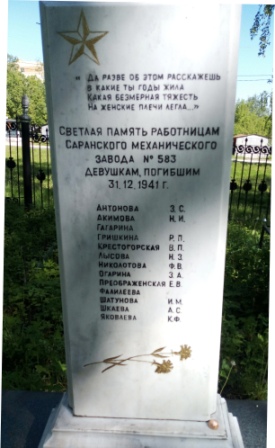 "Да разве об этом расскажешь
в какие ты годы жила
Какая безмерная тяжесть
на женские плечи легла..."
Светлая память работницам
Саранского механического
завода № 583
девушкам, погибшим
31.12.1941 г.
Антонова З.С.
Акимова Н.И.
Гагарина
Гришкина Р.П.
Брестогорская В.П.
Лысова Н.З.
Николотова Ф.В.
Огарина З.А.
Преображенская Е.В.
Фалилеева
Шатунова И.М.
Шкаева А.С.
Яковлева К.Ф.